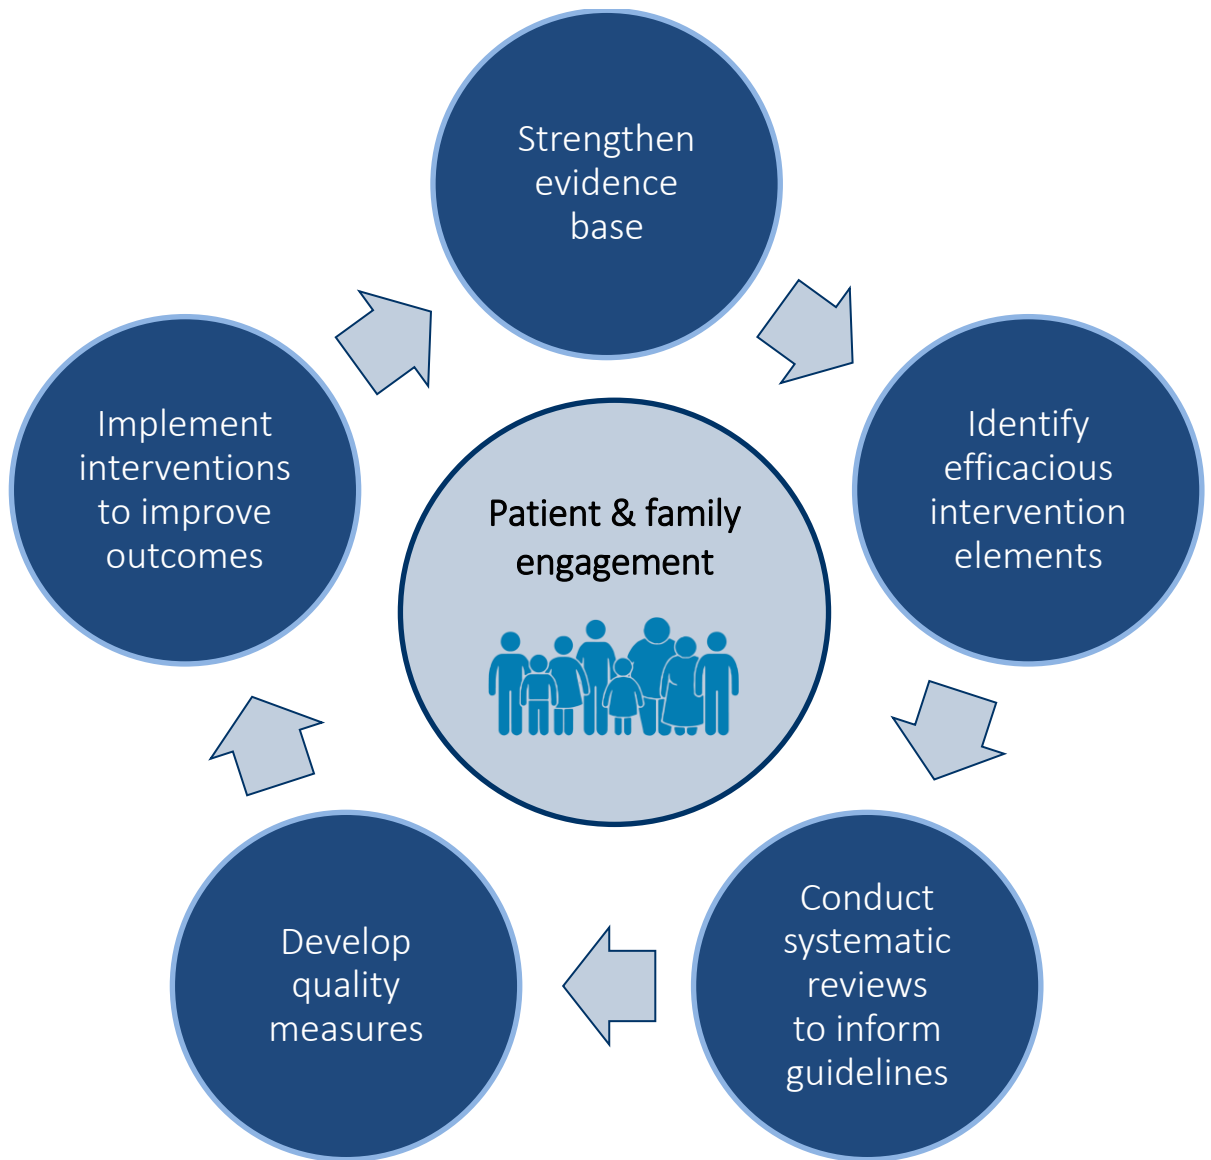 Strengthen
evidence
base
Identify
efficacious
intervention
elements
Conduct
systematic
reviews
to inform
guidelines
Develop
quality
measures
Implement
interventions
to improve
outcomes
Patient & family
engagement